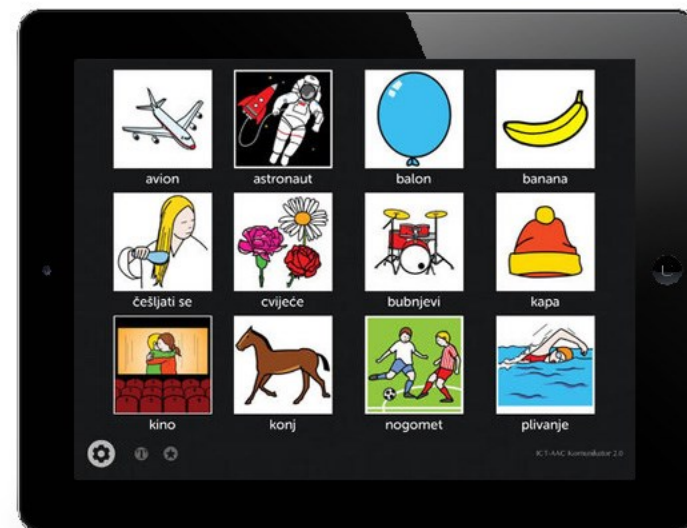 avion
astronaut
balon
banana
češljati se
cvijeće
bubnjevi
kapa
kino
konj
nogomet
plivanje
ICT-AAC Komunikator 2.0